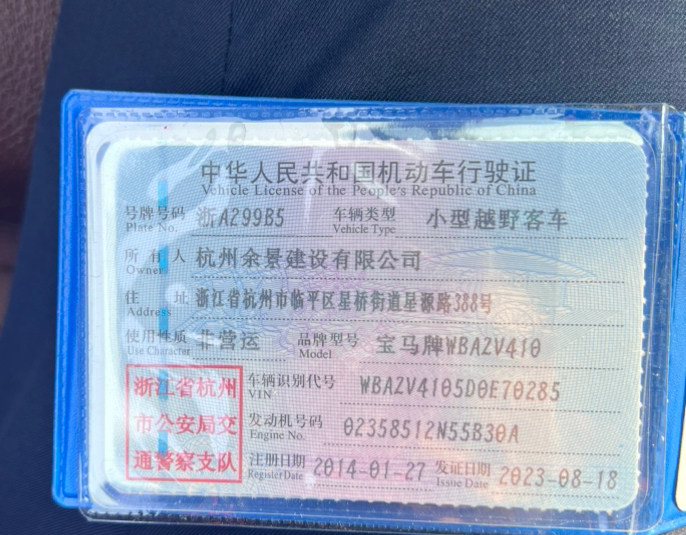 中华人民共和国机动车行驶证
Vehicle License of the People's Republic of China
号牌号码 浙A299B5 车辆类型 小型越野客车
Plate No. Vehicle Type
所有人 杭州余景建设有限公司
Owner
住址 浙江省杭州市临平区星桥街道星源路388号
Address
使用性质 非营运 品牌型号 宝马牌WBAZV410
Use Character Model
浙江省杭州 车辆识别代号 WBAZV4105D0E70285
VIN
市公安局交 发动机号码 02358512N55B30A
Engine No.
通警察支队 注册日期 2014-01-27 发证日期 2023-08-18
Register Date Issue Date